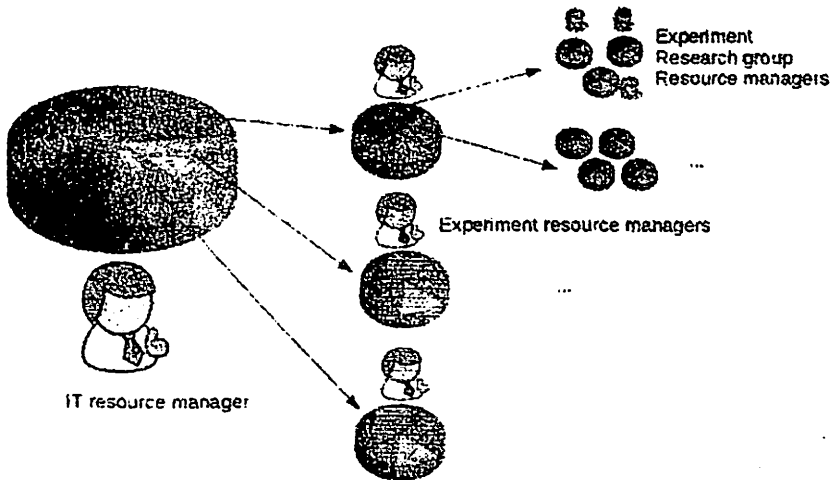 Experiment
Research group
Resource managers
...
Experiment resource managers
...
IT resource manager